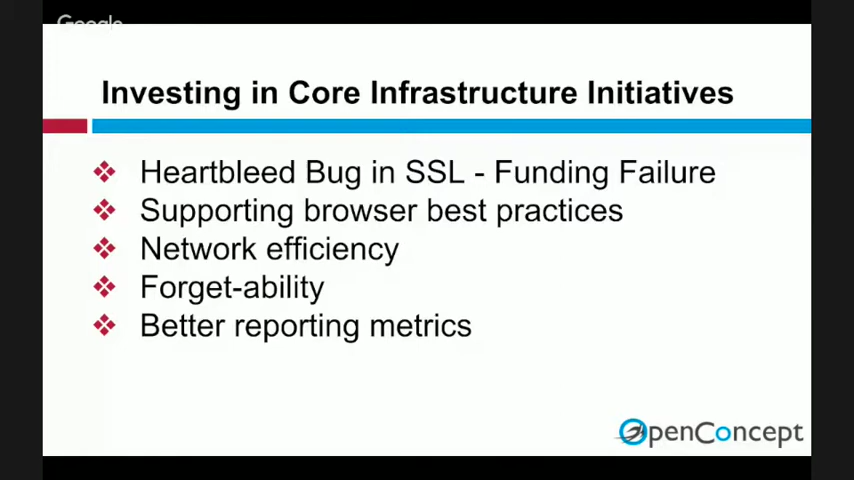 Google
Investing in Core Infrastructure Initiatives
Heartbleed Bug in SSL - Funding Failure
Supporting browser best practices
Network efficiency
Forget-ability
Better reporting metrics
OpenConcept